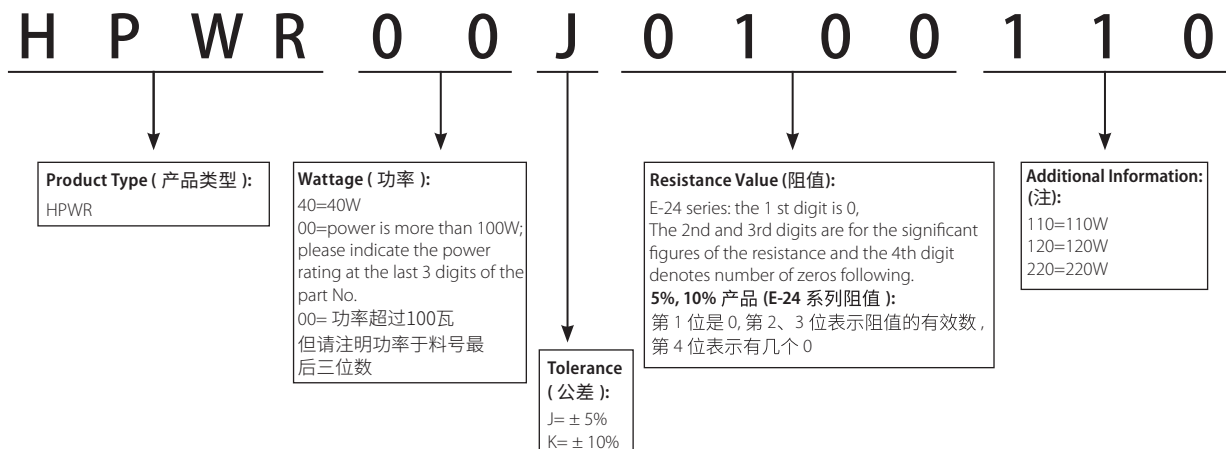 H P W R 0 0 J 0 1 0 0 1 1 0
Product Type ( 产品类型 ):
HPWR
Wattage ( 功率 ):
40=40W
00=power is more than 100W;
please indicate the power
rating at the last 3 digits of the
part No.
00= 功率超过100瓦
但请注明功率于料号最
后三位数
Tolerance
( 公差 ):
J= ± 5%
K= ± 10%
Resistance Value (阻值):
E-24 series: the 1 st digit is 0,
The 2nd and 3rd digits are for the significant
figures of the resistance and the 4th digit
denotes number of zeros following.
5%, 10% 产品 (E-24 系列阻值 ):
第 1 位是 0, 第 2、3 位表示阻值的有效数 ,
第 4 位表示有几个 0
Additional Information:
(注):
110=110W
120=120W
220=220W